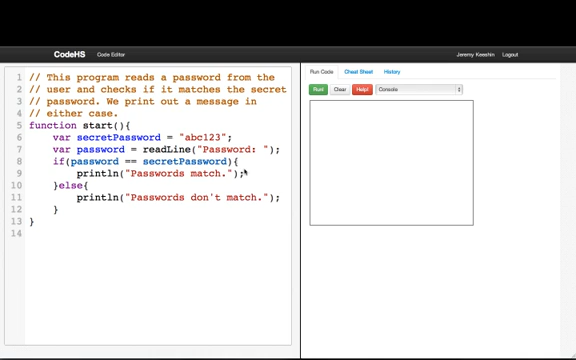 CodeHS Code Editor Jeremy Keeshin Logout
Run Code Cheat Sheet History
Run! Clear Help! Console
1 // This program reads a password from the
2 // user and checks if it matches the secret
3 // password. We print out a message in
4 // either case.
5 function start(){
6 var secretPassword = "abc123";
7 var password = readLine("Password: ");
8 if(password == secretPassword){
9 println("Passwords match.");
10 }else{
11 println("Passwords don't match.");
12 }
13 }
14